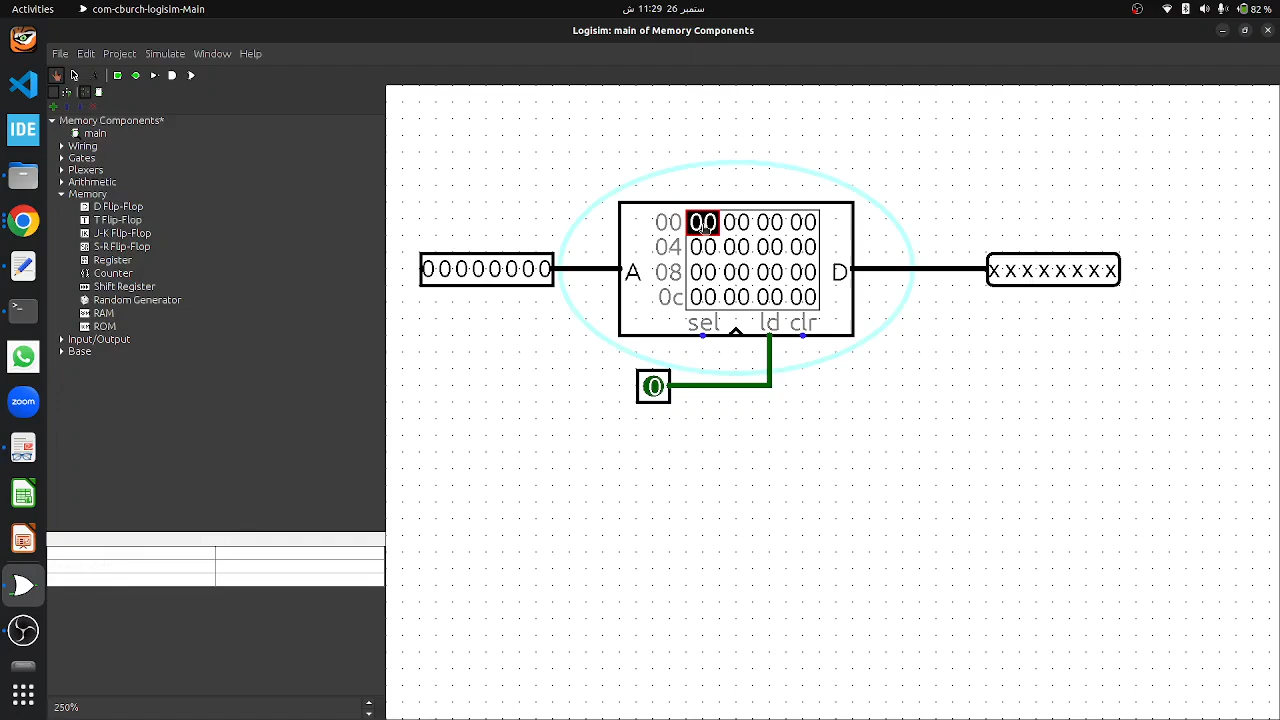 Activities
com-cburch-logisim-Main
ستمبر 26 11:29 ش
82 %
Logisim: main of Memory Components
File Edit Project Simulate Window Help
Memory Components*
main
Wiring
Gates
Plexers
Arithmetic
Memory
D Flip-Flop
T Flip-Flop
J-K Flip-Flop
S-R Flip-Flop
Register
Counter
Shift Register
Random Generator
RAM
ROM
Input/Output
Base
250%
IDE
zoom
00 00 00 00 00
04 00 00 00 00
08 00 00 00 00
0c 00 00 00 00
A
D
sel ld clr
00000000
xxxxxxxx
0